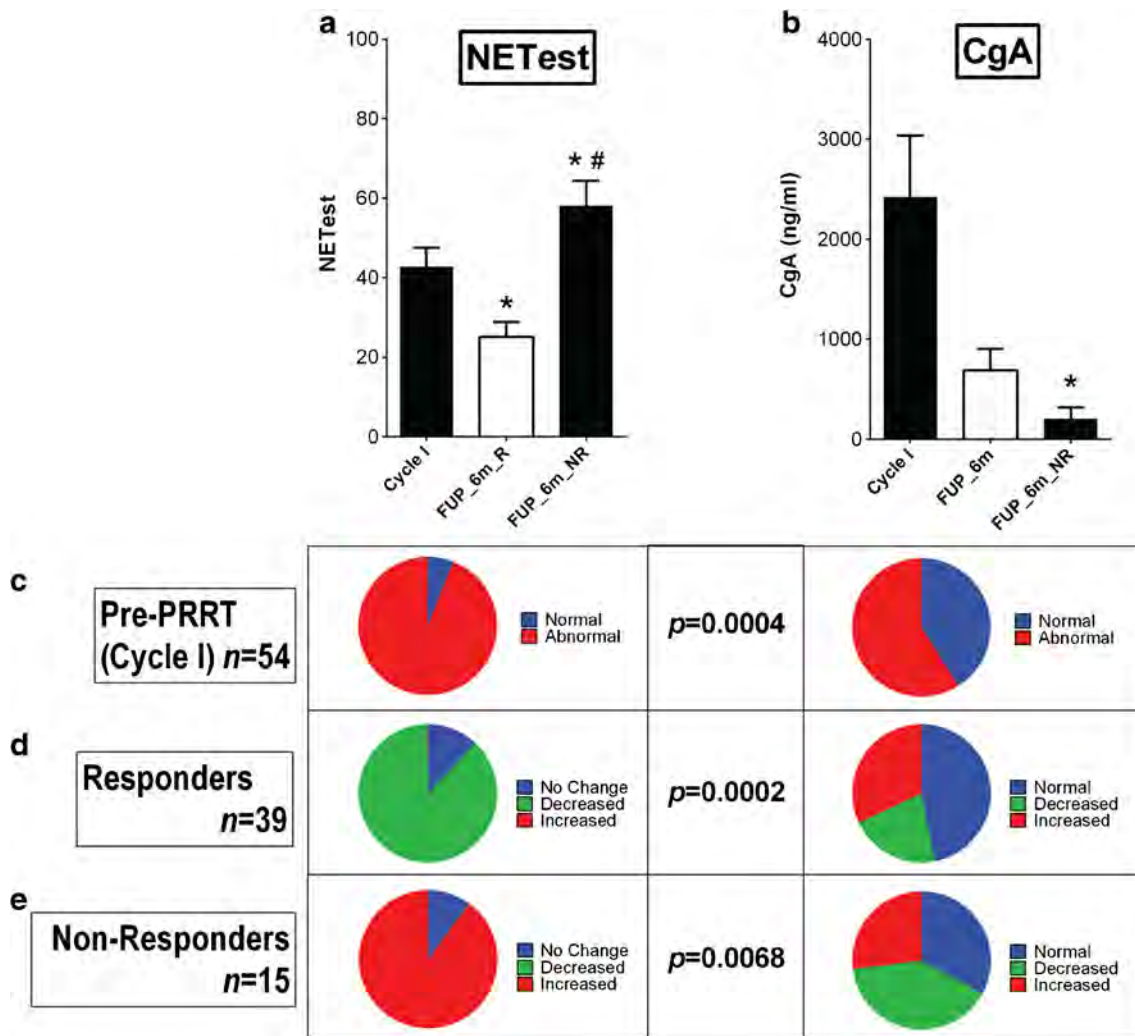 a
NETest
100
80
60
40
20
0
NETest
* #
*
Cycle I
FUP_6m_R
FUP_6m_NR
b
CgA
4000
3000
2000
1000
0
CgA (ng/ml)
*
Cycle I
FUP_6m
FUP_6m_NR
c
Pre-PRRT
(Cycle I) n=54
Normal
Abnormal
p=0.0004
Normal
Abnormal
d
Responders
n=39
No Change
Decreased
Increased
p=0.0002
Normal
Decreased
Increased
e
Non-Responders
n=15
No Change
Decreased
Increased
p=0.0068
Normal
Decreased
Increased